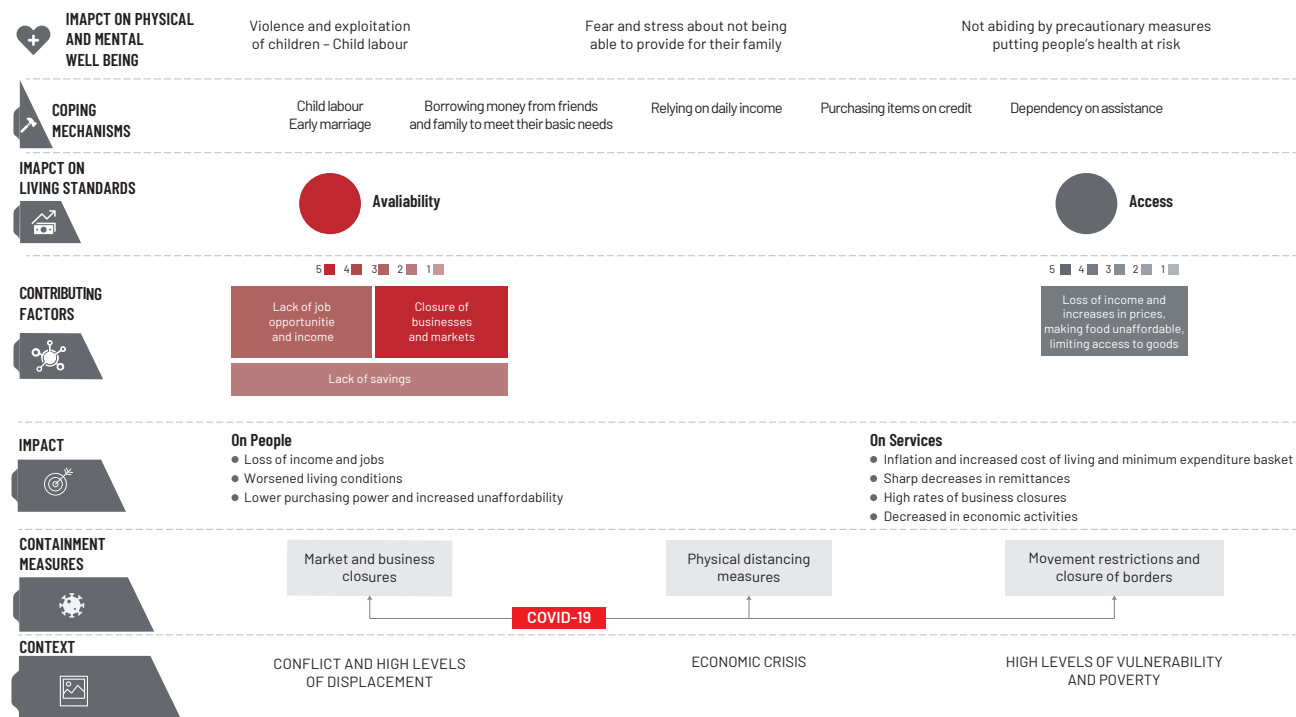 IMAPCT ON PHYSICAL
AND MENTAL
WELL BEING
Violence and exploitation
of children – Child labour
Fear and stress about not being
able to provide for their family
Not abiding by precautionary measures
putting people's health at risk
COPING
MECHANISMS
Child labour
Early marriage
Borrowing money from friends
and family to meet their basic needs
Relying on daily income
Purchasing items on credit
Dependency on assistance
IMAPCT ON
LIVING STANDARDS
Avaliability
Access
5 4 3 2 1
5 4 3 2 1
CONTRIBUTING
FACTORS
Lack of job
opportunitie
and income
Closure of
businesses
and markets
Lack of savings
Loss of income and
increases in prices,
making food unaffordable,
limiting access to goods
IMPACT
On People
● Loss of income and jobs
● Worsened living conditions
● Lower purchasing power and increased unaffordability
On Services
● Inflation and increased cost of living and minimum expenditure basket
● Sharp decreases in remittances
● High rates of business closures
● Decreased in economic activities
CONTAINMENT
MEASURES
Market and business
closures
Physical distancing
measures
Movement restrictions and
closure of borders
COVID-19
CONTEXT
CONFLICT AND HIGH LEVELS
OF DISPLACEMENT
ECONOMIC CRISIS
HIGH LEVELS OF VULNERABILITY
AND POVERTY